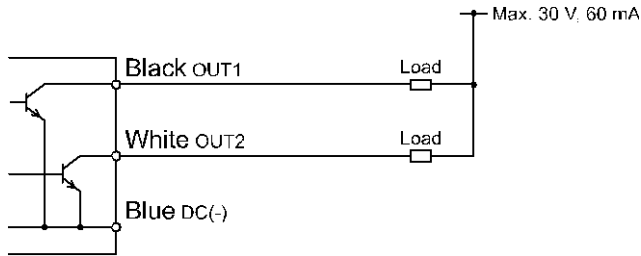 Max. 30 V, 60 mA
Black OUT1
Load
White OUT2
Load
Blue DC(-)